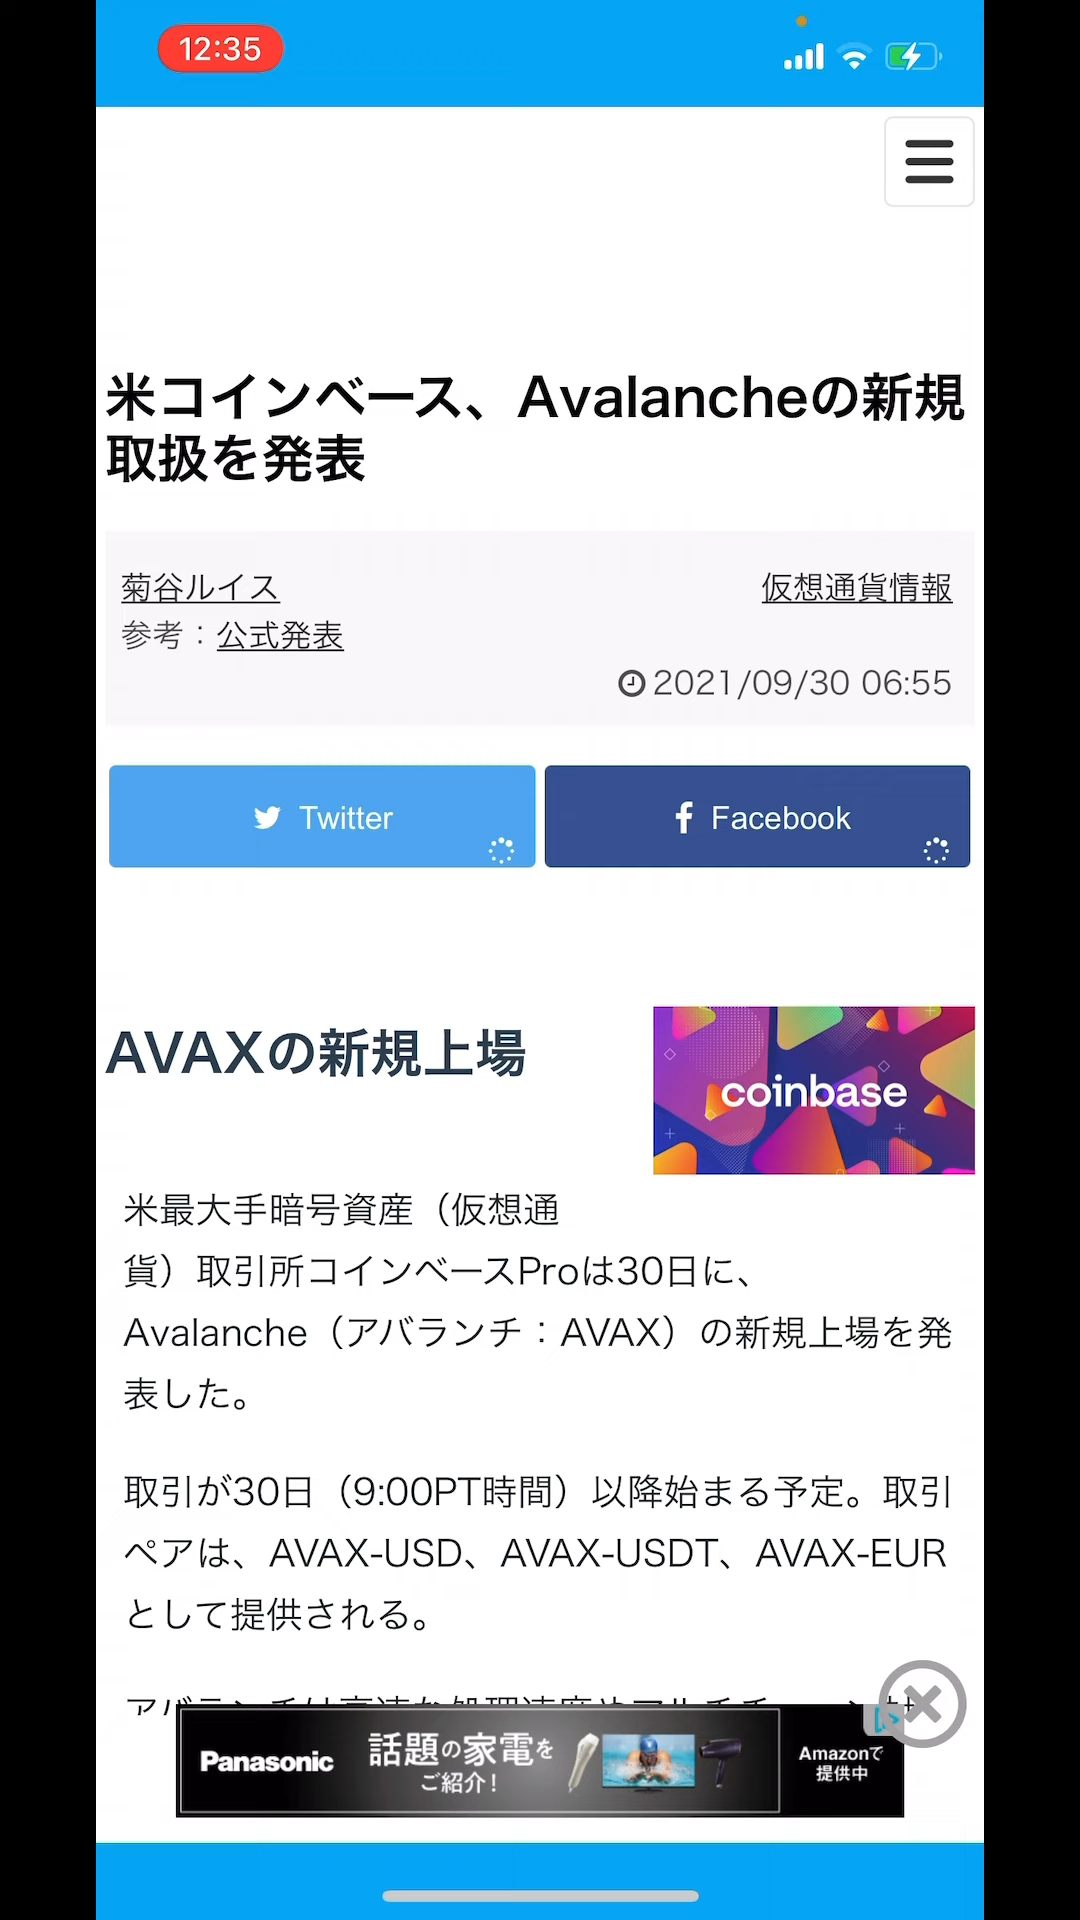 12:35
米コインベース、Avalancheの新規
取扱を発表
菊谷ルイス
仮想通貨情報
参考：公式発表
2021/09/30 06:55
Twitter
Facebook
AVAXの新規上場
coinbase
米最大手暗号資産（仮想通
貨）取引所コインベースProは30日に、
Avalanche（アバランチ：AVAX）の新規上場を発
表した。
取引が30日（9:00PT時間）以降始まる予定。取引
ペアは、AVAX-USD、AVAX-USDT、AVAX-EUR
として提供される。
Panasonic
話題の家電を
ご紹介！
Amazonで
提供中